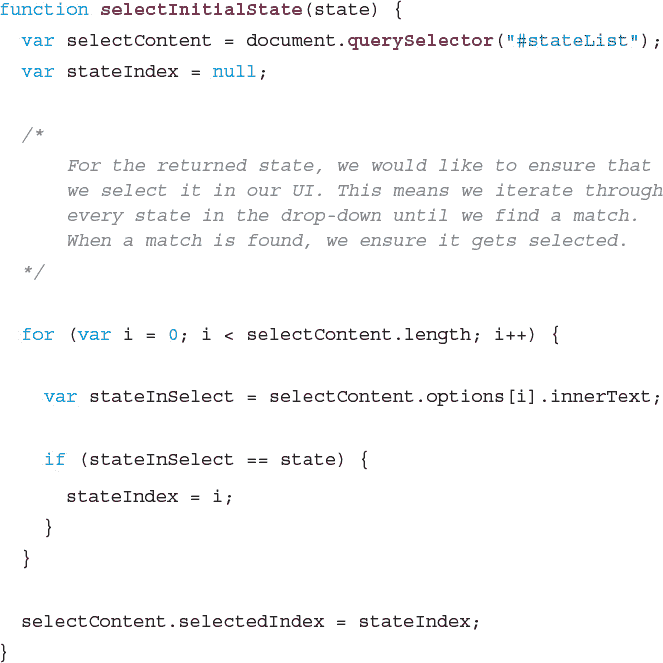 function selectInitialState(state) {
  var selectContent = document.querySelector("#stateList");
  var stateIndex = null;

  /*
      For the returned state, we would like to ensure that
      we select it in our UI. This means we iterate through
      every state in the drop-down until we find a match.
      When a match is found, we ensure it gets selected.
  */

  for (var i = 0; i < selectContent.length; i++) {

    var stateInSelect = selectContent.options[i].innerText;

    if (stateInSelect == state) {
      stateIndex = i;
    }
  }

  selectContent.selectedIndex = stateIndex;
}